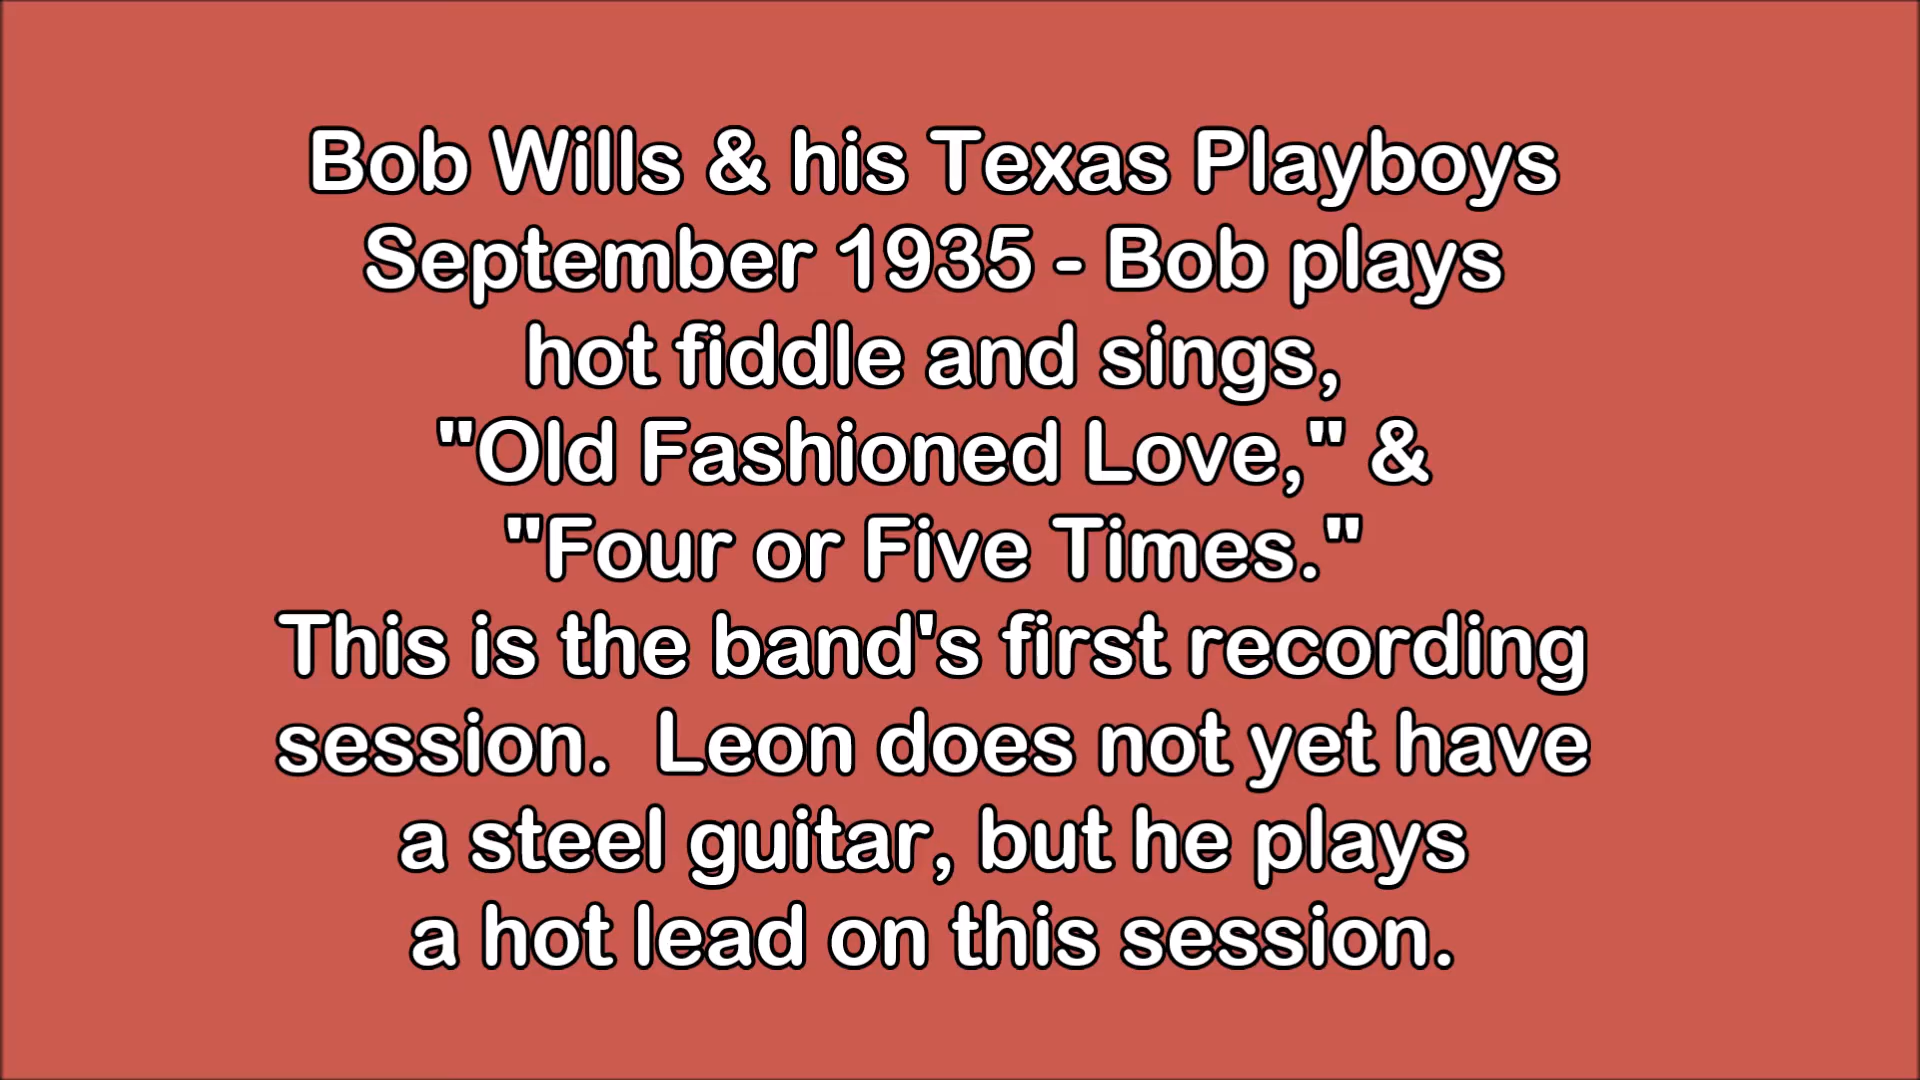 Bob Wills & his Texas Playboys
September 1935 - Bob plays
hot fiddle and sings,
"Old Fashioned Love," &
"Four or Five Times."
This is the band's first recording
session.  Leon does not yet have
a steel guitar, but he plays
a hot lead on this session.